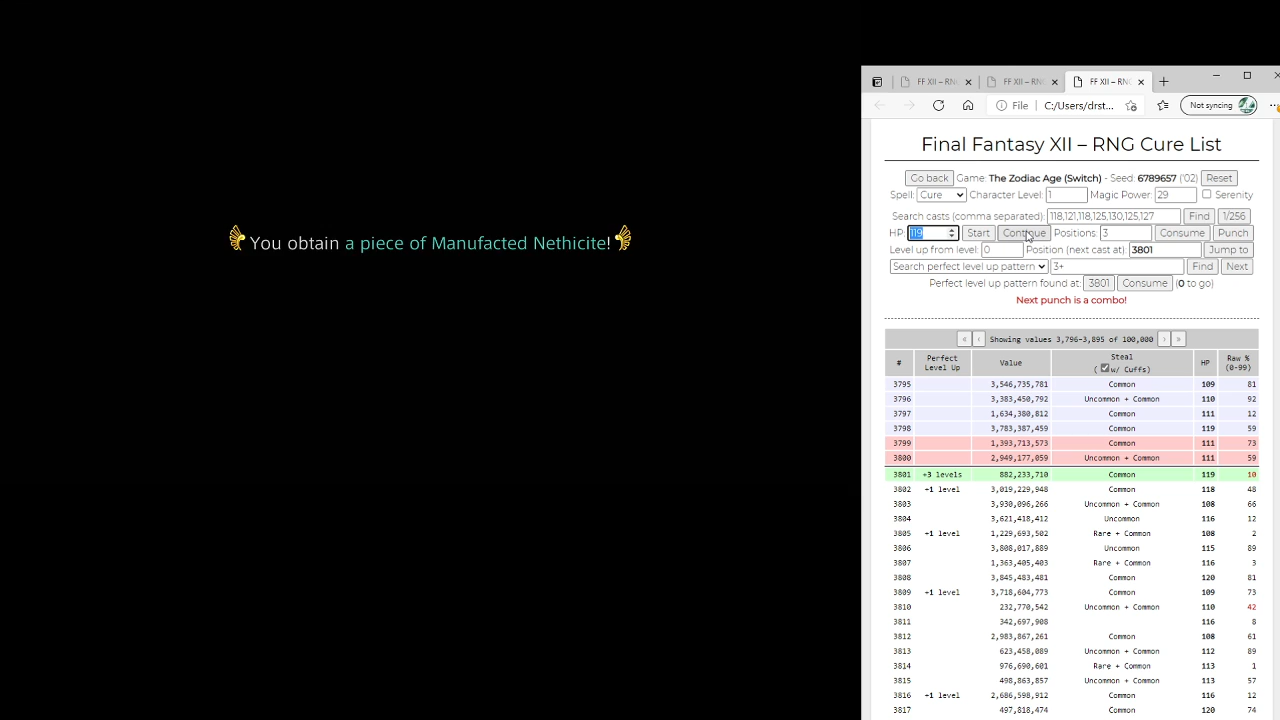 You obtain a piece of Manufacted Nethicite!
FF XII – RNG
FF XII – RNG
FF XII – RNG
File C:/Users/drst Not syncing
Final Fantasy XII – RNG Cure List
Go back Game: The Zodiac Age (Switch) - Seed: 6789657 ('02) Reset
Spell: Cure Character Level: 1 Magic Power: 29 Serenity
Search casts (comma separated): 118,121,118,125,130,125,127 Find 1/256
HP: 119 Start Continue Positions: 3 Consume Punch
Level up from level: 0 Position (next cast at): 3801 Jump to
Search perfect level up pattern 3+ Find Next
Perfect level up pattern found at: 3801 Consume (0 to go)
Next punch is a combo!
« ‹ Showing values 3,796–3,895 of 100,000 › »
# Perfect Level Up Value Steal ( w/ Cuffs) HP Raw % (0-99)
3795 3,546,735,781 Common 109 81
3796 3,383,450,792 Uncommon + Common 110 92
3797 1,634,380,812 Common 111 12
3798 3,783,387,459 Common 119 59
3799 1,393,713,573 Common 111 73
3800 2,949,177,059 Uncommon + Common 111 59
3801 +3 levels 882,233,710 Common 119 10
3802 +1 level 3,019,229,948 Common 118 48
3803 3,930,096,266 Uncommon + Common 108 66
3804 3,621,418,412 Uncommon 116 12
3805 +1 level 1,229,693,502 Rare + Common 108 2
3806 3,808,017,889 Uncommon 115 89
3807 1,363,405,403 Rare + Common 116 3
3808 3,845,483,481 Common 120 81
3809 +1 level 3,718,604,773 Common 109 73
3810 232,770,542 Uncommon + Common 110 42
3811 342,697,908 116 8
3812 2,983,867,261 Common 108 61
3813 623,458,089 Uncommon + Common 112 89
3814 976,690,601 Rare + Common 113 1
3815 498,863,857 Uncommon + Common 113 57
3816 +1 level 2,686,598,912 Common 116 12
3817 497,818,474 Common 120 74